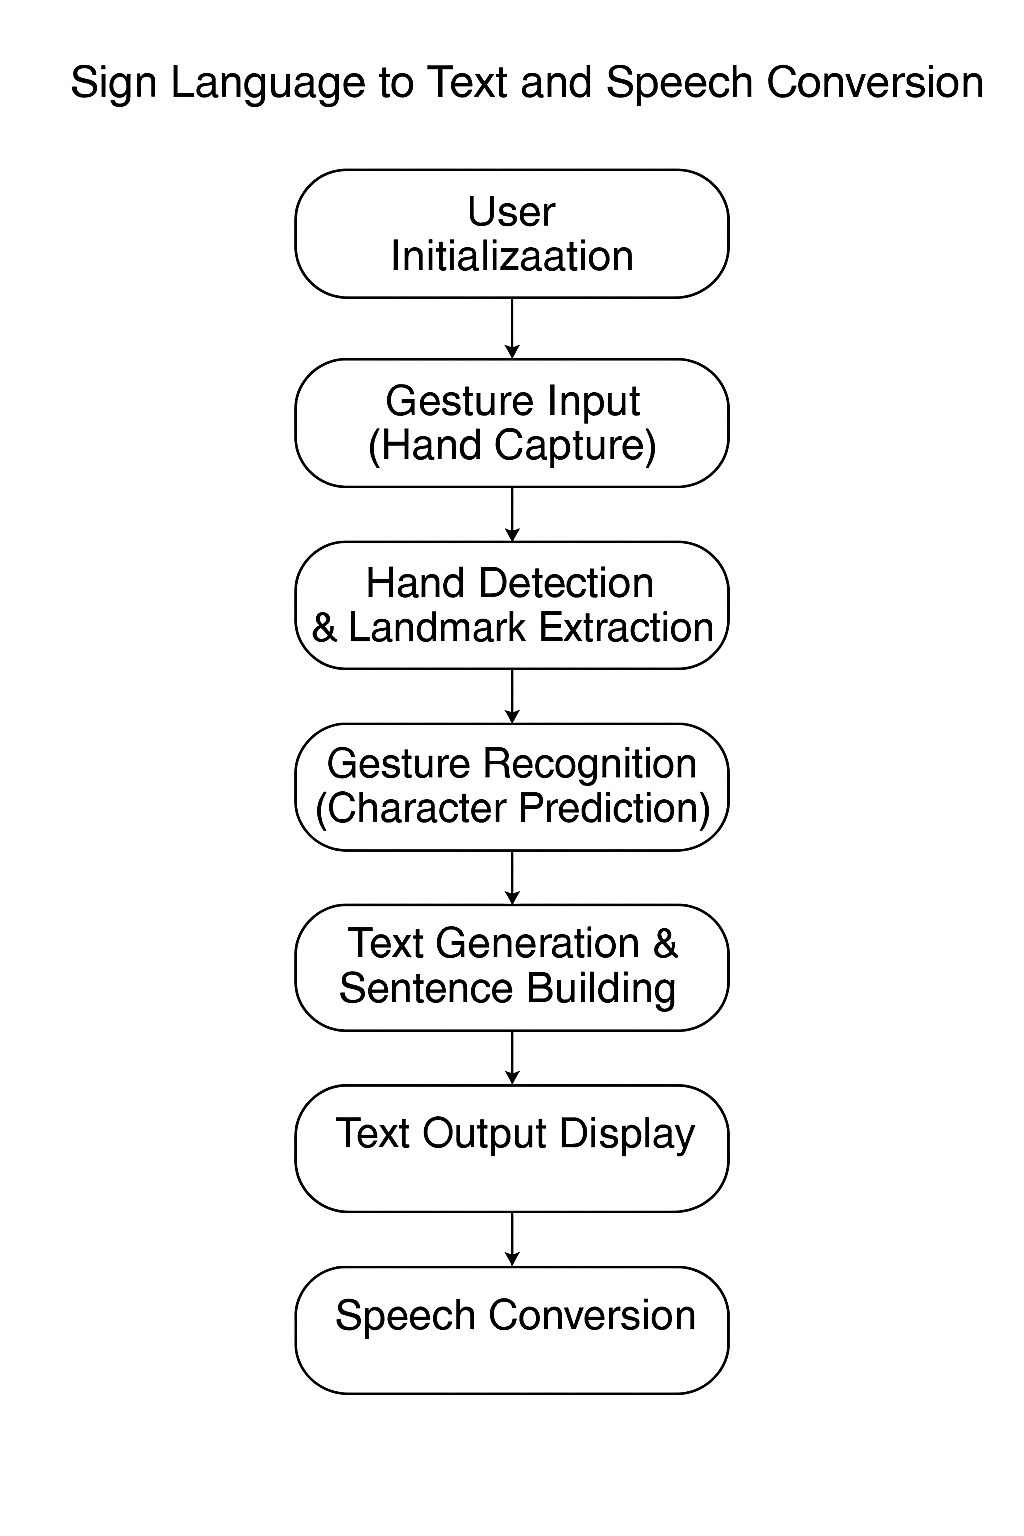 Sign Language to Text and Speech Conversion
User
Initializaation
Gesture Input
(Hand Capture)
Hand Detection
& Landmark Extraction
Gesture Recognition
(Character Prediction)
Text Generation &
Sentence Building
Text Output Display
Speech Conversion